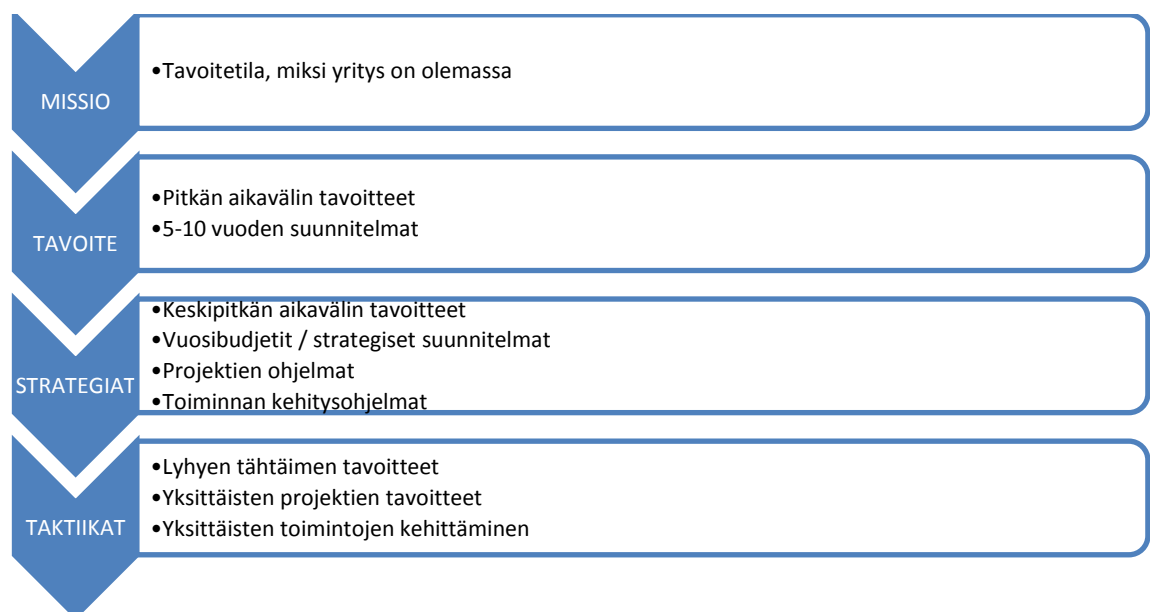 MISSIO
•Tavoitetila, miksi yritys on olemassa
TAVOITE
•Pitkän aikavälin tavoitteet
•5-10 vuoden suunnitelmat
STRATEGIAT
•Keskipitkän aikavälin tavoitteet
•Vuosibudjetit / strategiset suunnitelmat
•Projektien ohjelmat
•Toiminnan kehitysohjelmat
TAKTIIKAT
•Lyhyen tähtäimen tavoitteet
•Yksittäisten projektien tavoitteet
•Yksittäisten toimintojen kehittäminen